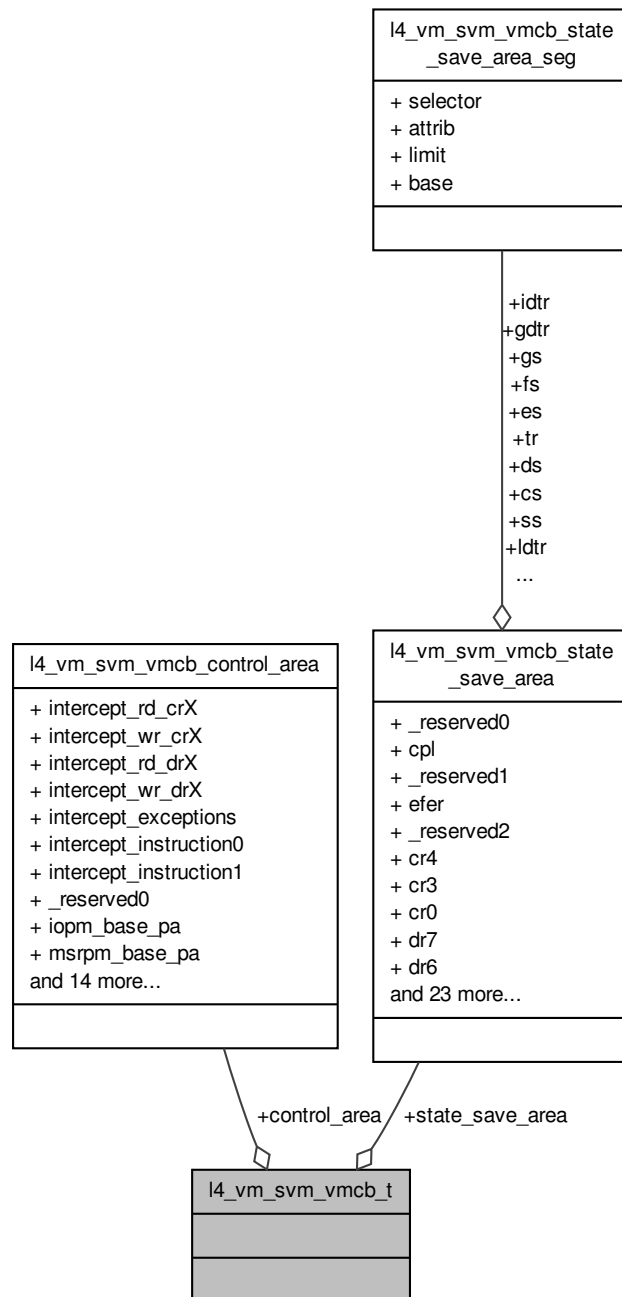 l4_vm_svm_vmcb_state
_save_area_seg
+ selector
+ attrib
+ limit
+ base
+idtr
+gdtr
+gs
+fs
+es
+tr
+ds
+cs
+ss
+ldtr
...
l4_vm_svm_vmcb_control_area
+ intercept_rd_crX
+ intercept_wr_crX
+ intercept_rd_drX
+ intercept_wr_drX
+ intercept_exceptions
+ intercept_instruction0
+ intercept_instruction1
+ _reserved0
+ iopm_base_pa
+ msrpm_base_pa
and 14 more...
l4_vm_svm_vmcb_state
_save_area
+ _reserved0
+ cpl
+ _reserved1
+ efer
+ _reserved2
+ cr4
+ cr3
+ cr0
+ dr7
+ dr6
and 23 more...
+control_area
+state_save_area
l4_vm_svm_vmcb_t